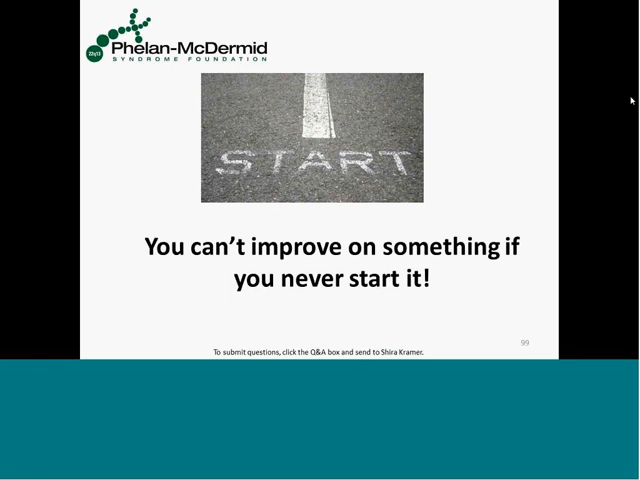 22q13
Phelan-McDermid
SYNDROME FOUNDATION
START
You can't improve on something if
you never start it!
99
To submit questions, click the Q&A box and send to Shira Kramer.